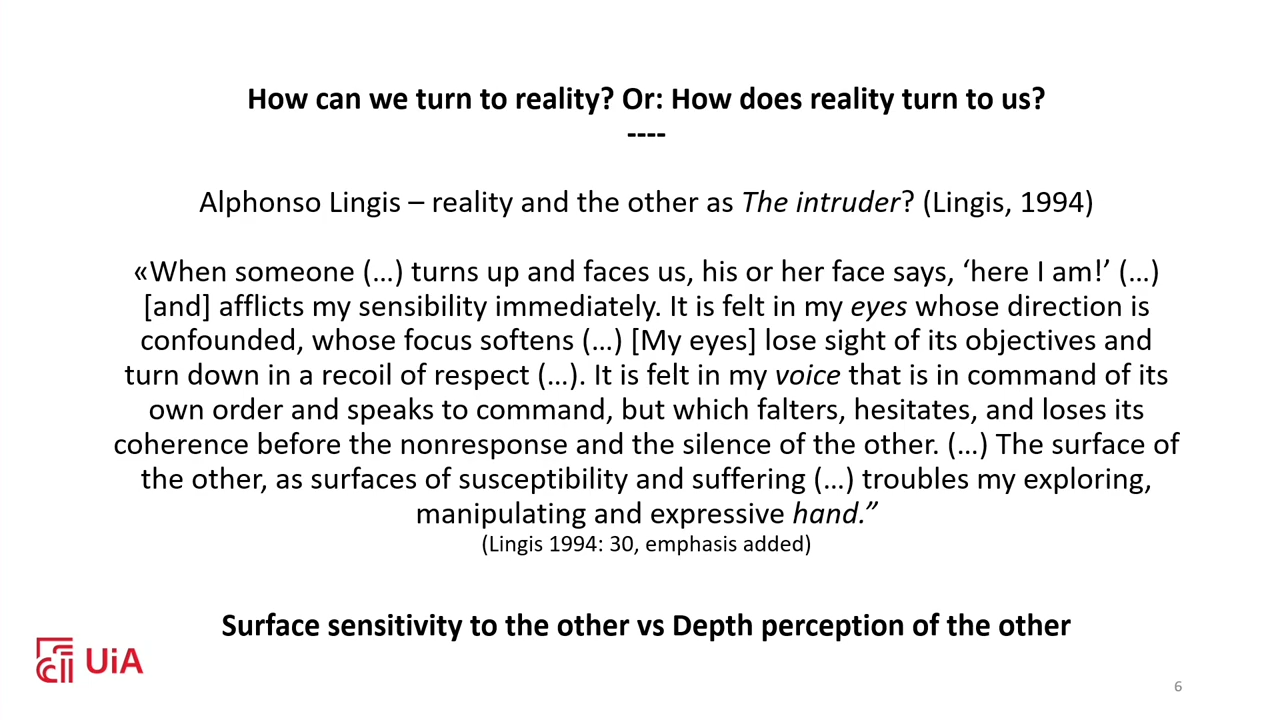 How can we turn to reality? Or: How does reality turn to us?
----
Alphonso Lingis – reality and the other as The intruder? (Lingis, 1994)
«When someone (…) turns up and faces us, his or her face says, ‘here I am!’ (…)
[and] afflicts my sensibility immediately. It is felt in my eyes whose direction is
confounded, whose focus softens (…) [My eyes] lose sight of its objectives and
turn down in a recoil of respect (…). It is felt in my voice that is in command of its
own order and speaks to command, but which falters, hesitates, and loses its
coherence before the nonresponse and the silence of the other. (…) The surface of
the other, as surfaces of susceptibility and suffering (…) troubles my exploring,
manipulating and expressive hand.”
(Lingis 1994: 30, emphasis added)
Surface sensitivity to the other vs Depth perception of the other
UiA
6